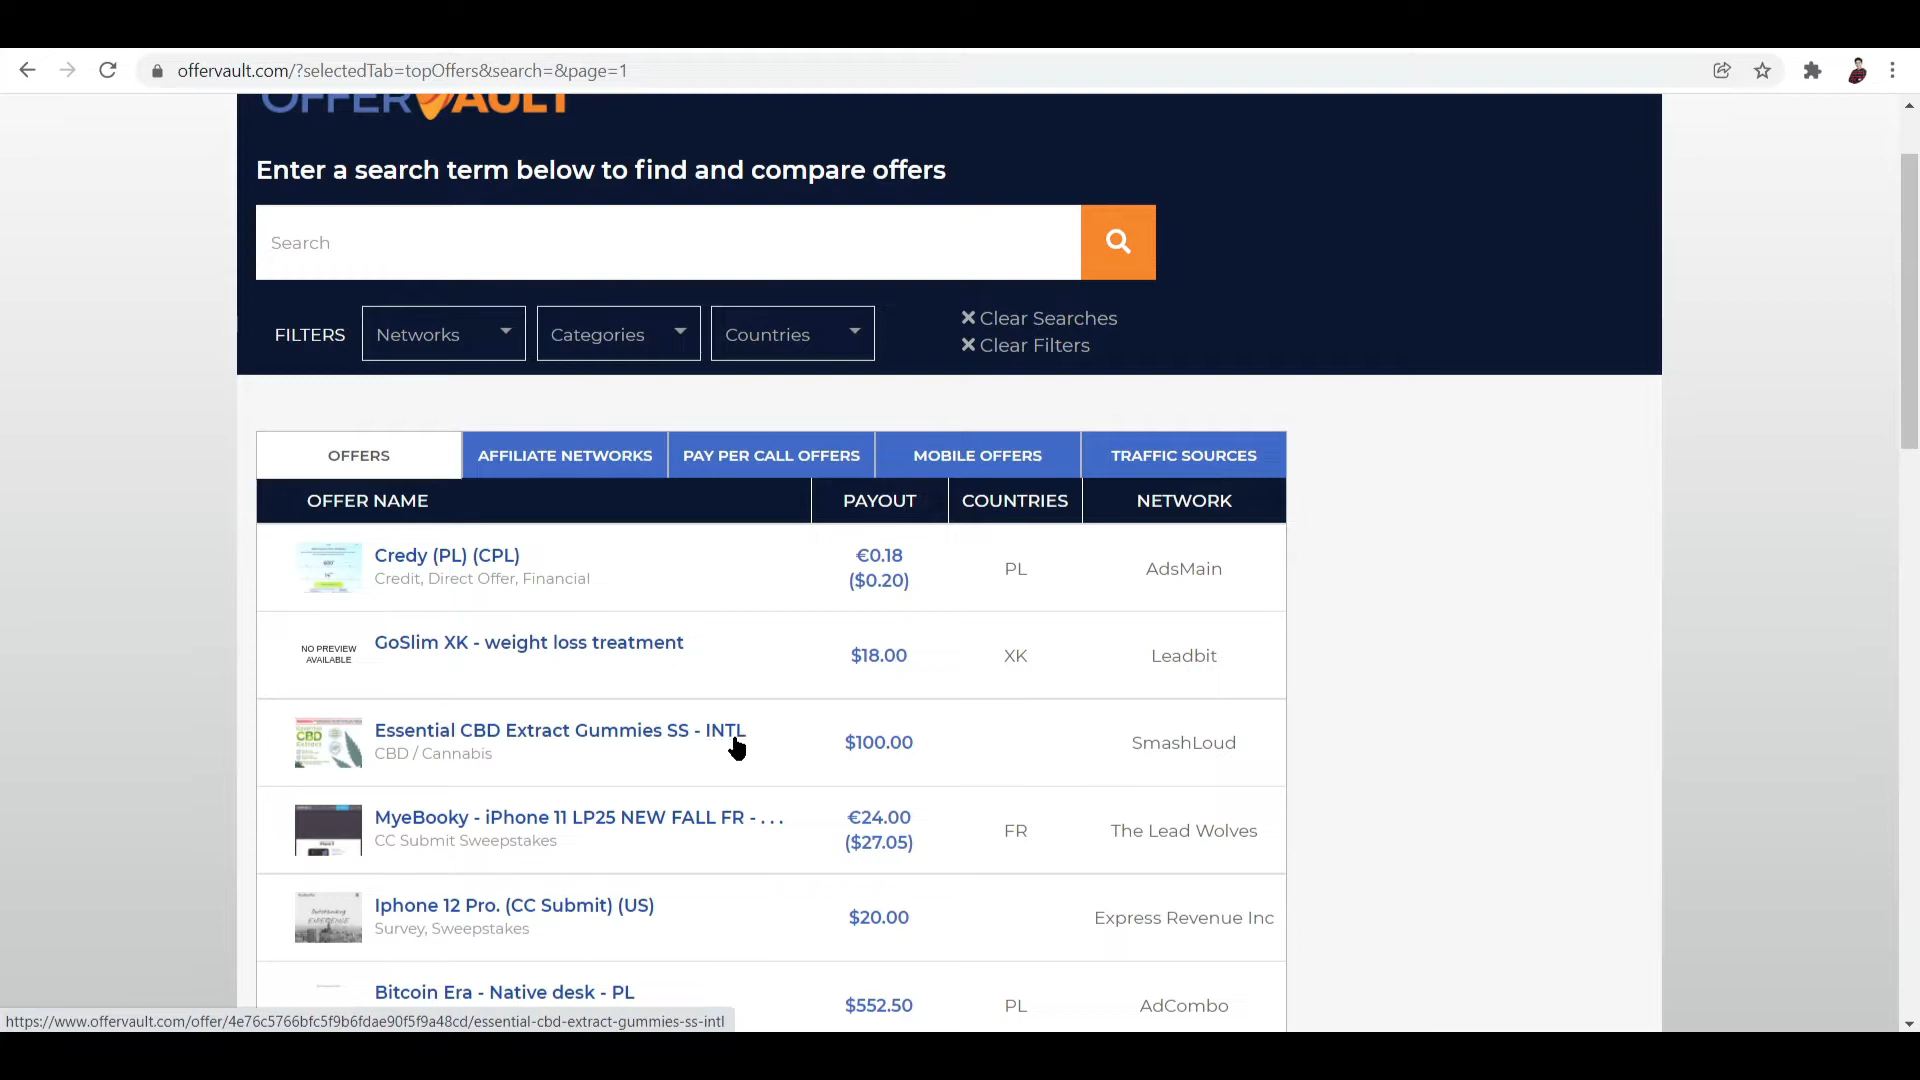 offervault.com/?selectedTab=topOffers&search=&page=1
OFFERVAULT
Enter a search term below to find and compare offers
Search
FILTERS Networks Categories Countries
Clear Searches
Clear Filters
OFFERS AFFILIATE NETWORKS PAY PER CALL OFFERS MOBILE OFFERS TRAFFIC SOURCES
OFFER NAME PAYOUT COUNTRIES NETWORK
Credy (PL) (CPL)
Credit, Direct Offer, Financial
€0.18
($0.20)
PL
AdsMain
NO PREVIEW
AVAILABLE
GoSlim XK - weight loss treatment
$18.00
XK
Leadbit
CBD
Essential CBD Extract Gummies SS - INTL
CBD / Cannabis
$100.00
SmashLoud
MyeBooky - iPhone 11 LP25 NEW FALL FR - . . .
CC Submit Sweepstakes
€24.00
($27.05)
FR
The Lead Wolves
Iphone 12 Pro. (CC Submit) (US)
Survey, Sweepstakes
$20.00
Express Revenue Inc
Bitcoin Era - Native desk - PL
$552.50
PL
AdCombo
https://www.offervault.com/offer/4e76c5766bfc5f9b6fdae90f5f9a48cd/essential-cbd-extract-gummies-ss-intl